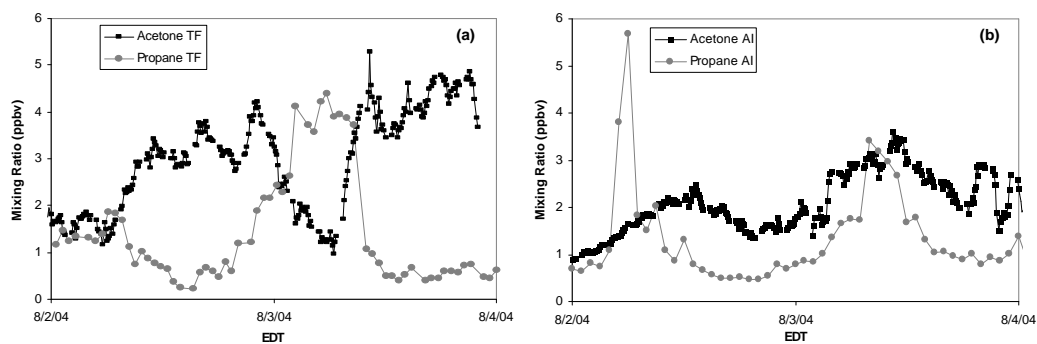 Acetone TF
Propane TF
(a)
Mixing Ratio (ppbv)
6
5
4
3
2
1
0
8/2/04
8/3/04
8/4/04
EDT
Acetone AI
Propane AI
(b)
Mixing Ratio (ppbv)
6
5
4
3
2
1
0
8/2/04
8/3/04
8/4/04
EDT